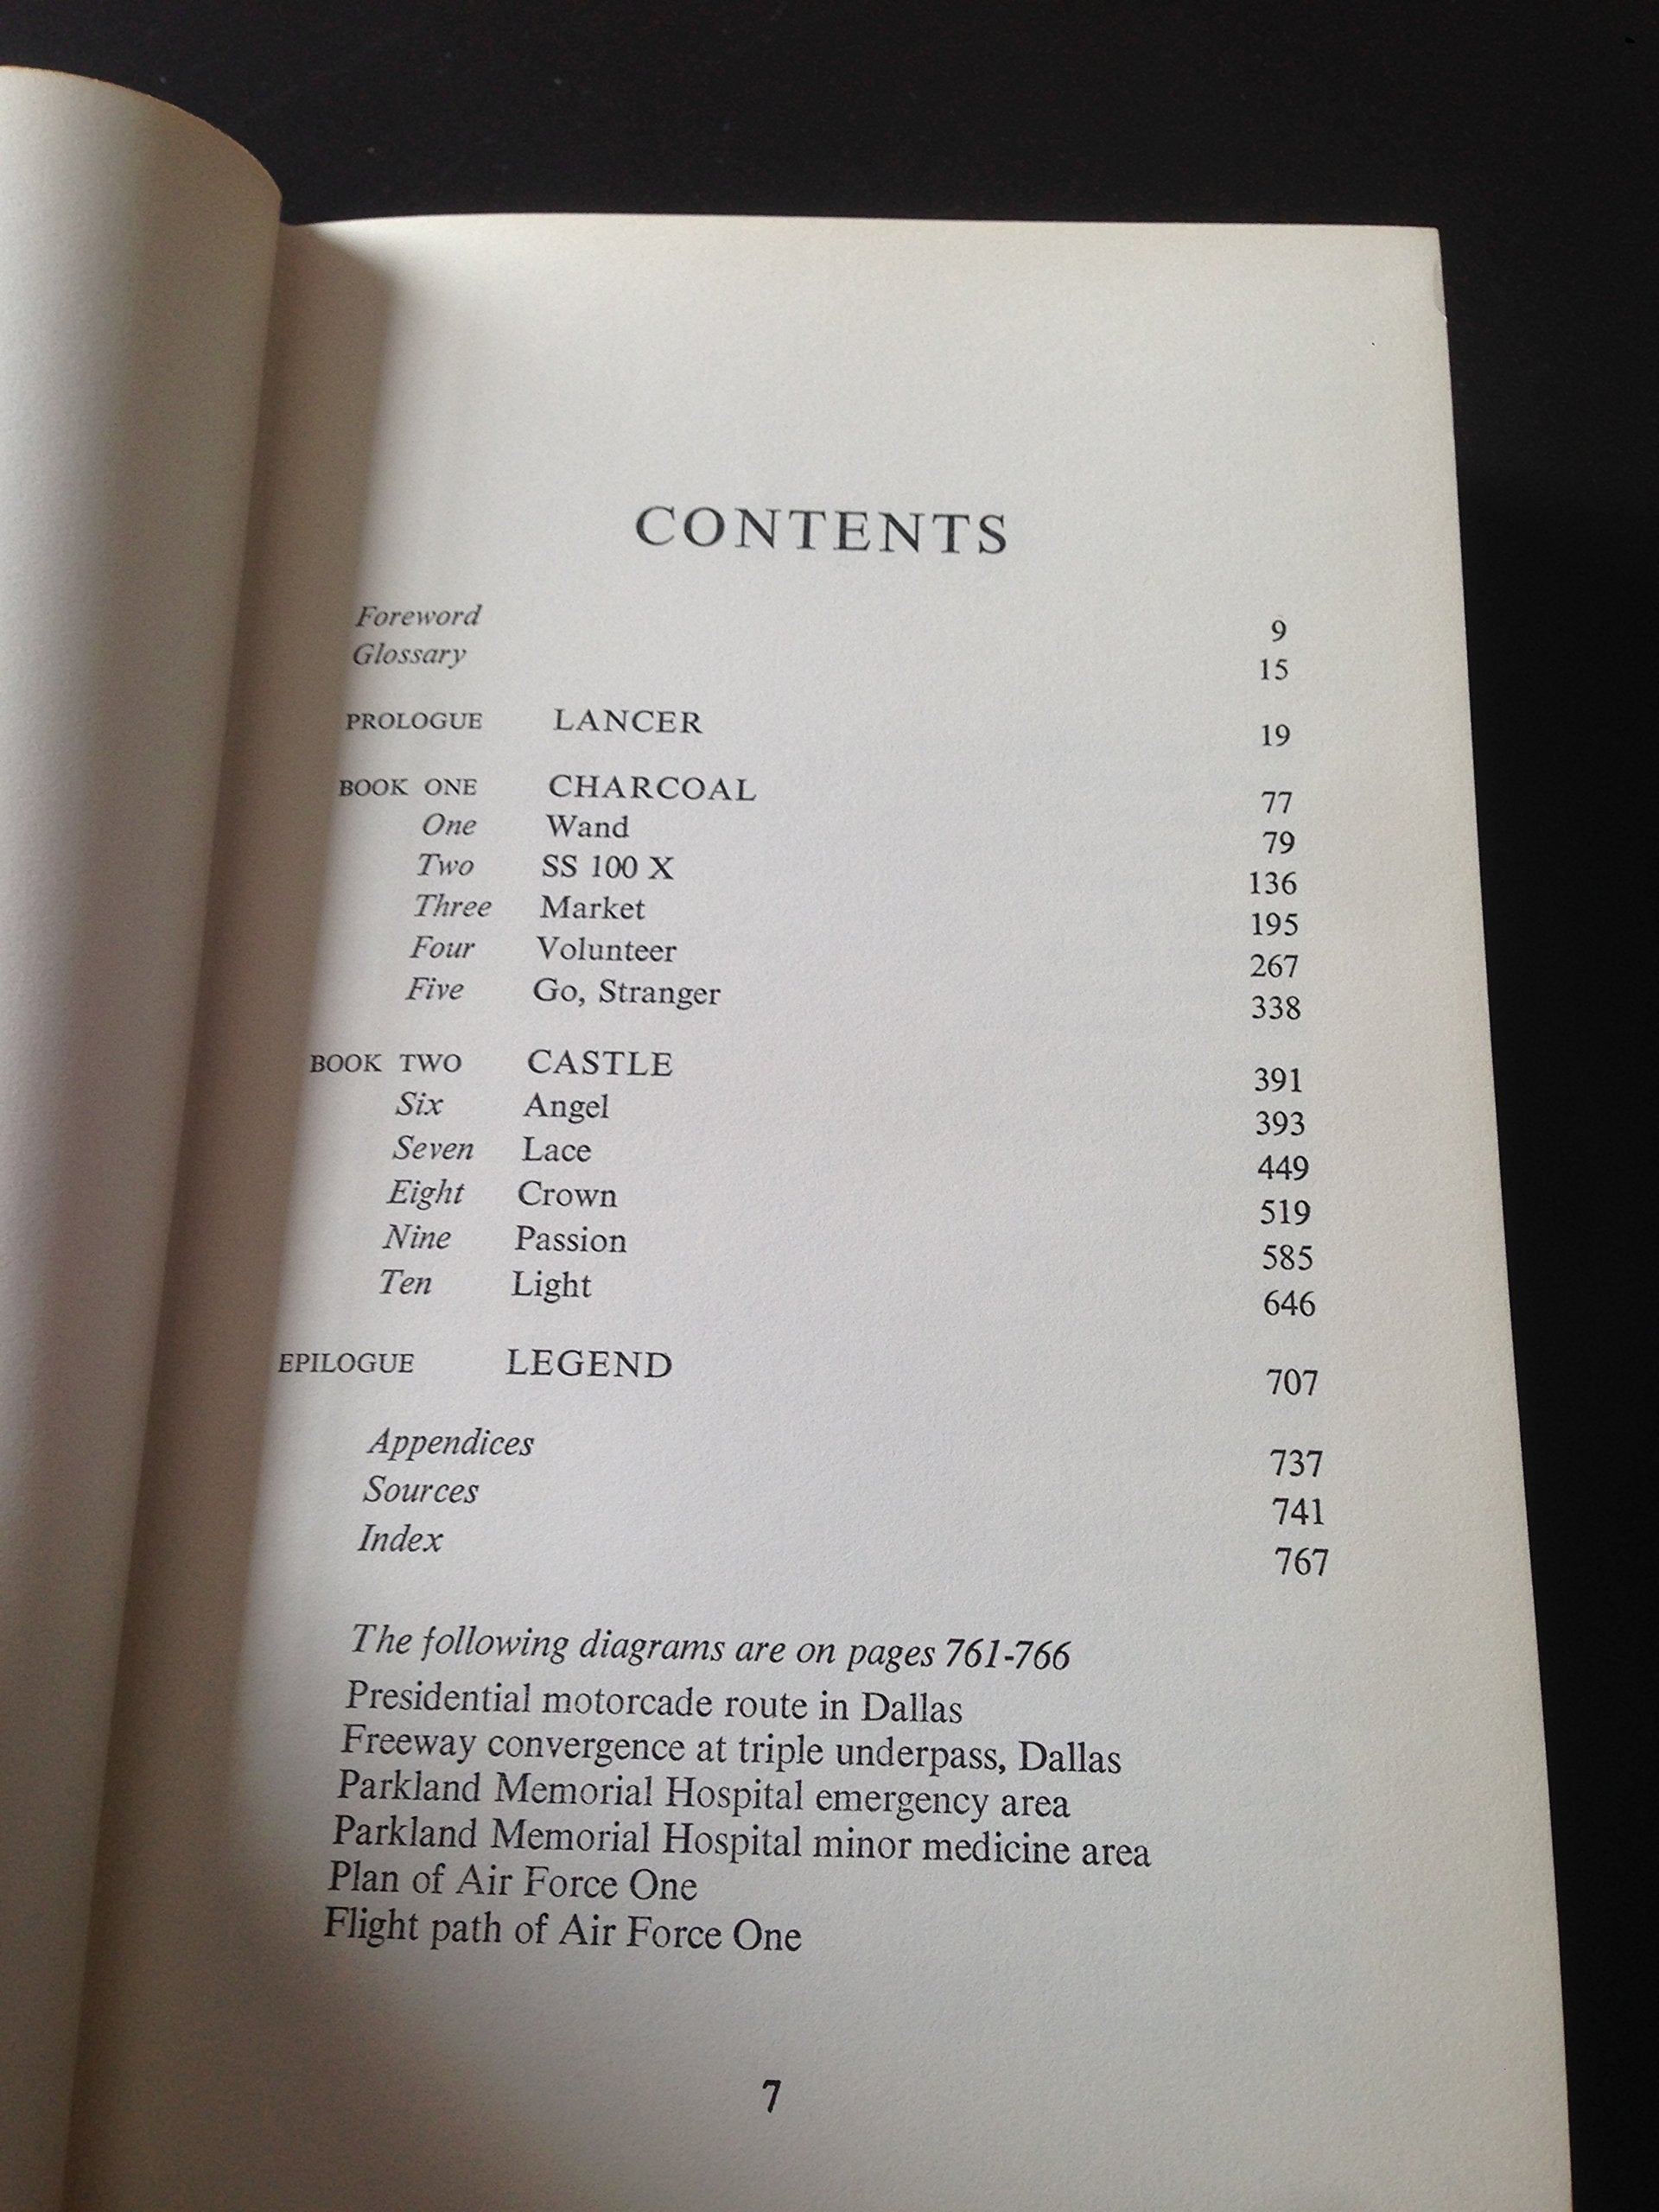 CONTENTS
Foreword 9
Glossary 15
PROLOGUE LANCER 19
BOOK ONE CHARCOAL 77
One Wand 79
Two SS 100 X 136
Three Market 195
Four Volunteer 267
Five Go, Stranger 338
BOOK TWO CASTLE 391
Six Angel 393
Seven Lace 449
Eight Crown 519
Nine Passion 585
Ten Light 646
EPILOGUE LEGEND 707
Appendices 737
Sources 741
Index 767
The following diagrams are on pages 761-766
Presidential motorcade route in Dallas
Freeway convergence at triple underpass, Dallas
Parkland Memorial Hospital emergency area
Parkland Memorial Hospital minor medicine area
Plan of Air Force One
Flight path of Air Force One
7